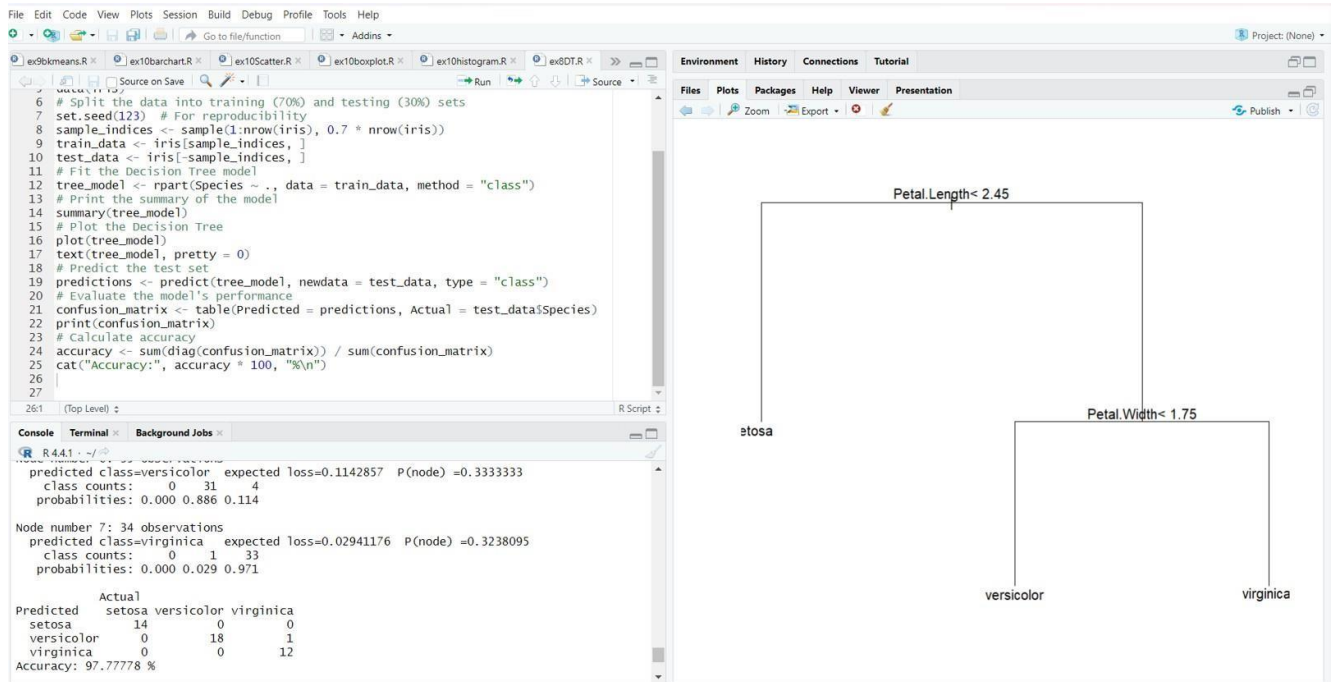 File Edit Code View Plots Session Build Debug Profile Tools Help
Go to file/function Addins Project: (None)
ex9bkmeans.R ex10barchart.R ex10Scatter.R ex10boxplot.R ex10histogram.R ex8DT.R
Source on Save Run Source
5 data(iris)
6 # Split the data into training (70%) and testing (30%) sets
7 set.seed(123) # For reproducibility
8 sample_indices <- sample(1:nrow(iris), 0.7 * nrow(iris))
9 train_data <- iris[sample_indices, ]
10 test_data <- iris[-sample_indices, ]
11 # Fit the Decision Tree model
12 tree_model <- rpart(Species ~ ., data = train_data, method = "class")
13 # Print the summary of the model
14 summary(tree_model)
15 # Plot the Decision Tree
16 plot(tree_model)
17 text(tree_model, pretty = 0)
18 # Predict the test set
19 predictions <- predict(tree_model, newdata = test_data, type = "class")
20 # Evaluate the model's performance
21 confusion_matrix <- table(Predicted = predictions, Actual = test_data$Species)
22 print(confusion_matrix)
23 # Calculate accuracy
24 accuracy <- sum(diag(confusion_matrix)) / sum(confusion_matrix)
25 cat("Accuracy:", accuracy * 100, "%\n")
26
27
26:1 (Top Level) R Script
Console Terminal Background Jobs
R 4.4.1 · ~/
predicted class=versicolor expected loss=0.1142857 P(node) =0.3333333
class counts: 0 31 4
probabilities: 0.000 0.886 0.114
Node number 7: 34 observations
predicted class=virginica expected loss=0.02941176 P(node) =0.3238095
class counts: 0 1 33
probabilities: 0.000 0.029 0.971
Actual
Predicted setosa versicolor virginica
setosa 14 0 0
versicolor 0 18 1
virginica 0 0 12
Accuracy: 97.77778 %
Environment History Connections Tutorial
Files Plots Packages Help Viewer Presentation
Zoom Export Publish
Petal.Length< 2.45
etosa
Petal.Width< 1.75
versicolor
virginica